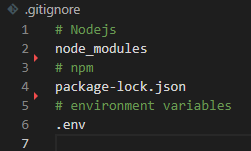 .gitignore
1 # Nodejs
2 node_modules
3 # npm
4 package-lock.json
5 # environment variables
6 .env
7